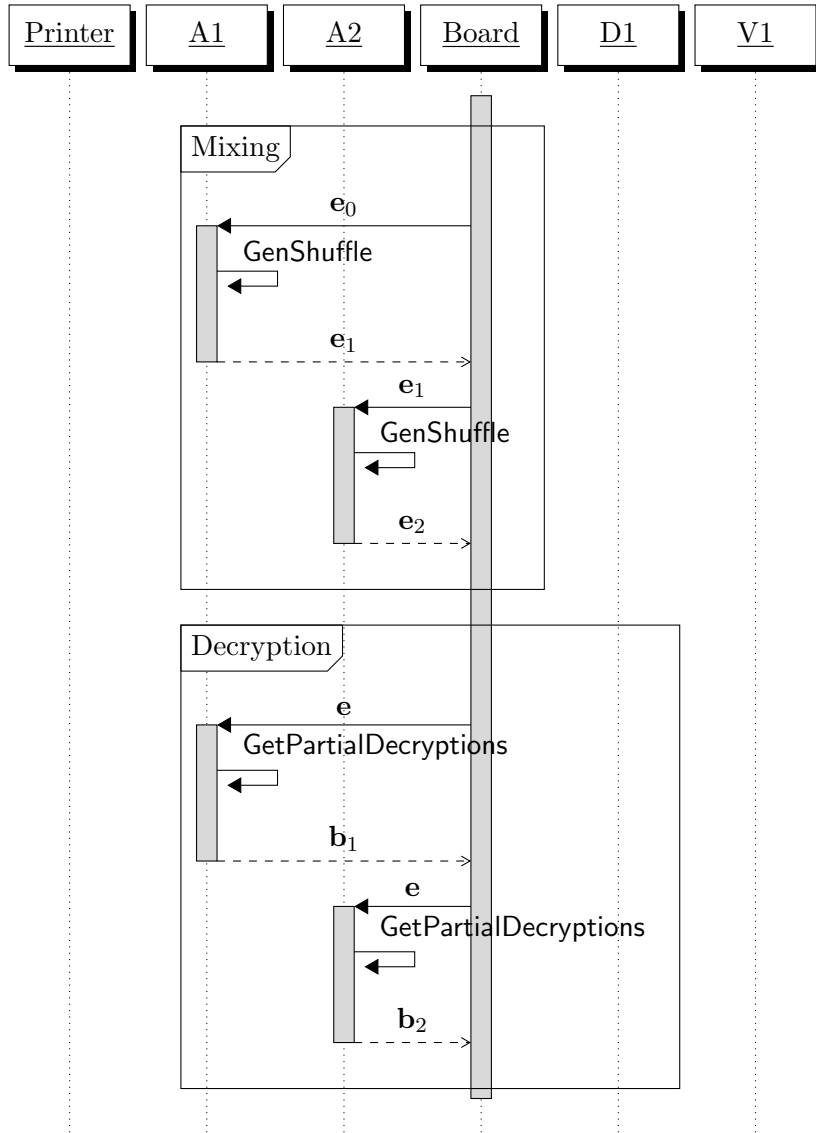 Printer A1 A2 Board D1 V1
Mixing
e₀
GenShuffle
e₁
e₁
GenShuffle
e₂
Decryption
e
GetPartialDecryptions
b₁
e
GetPartialDecryptions
b₂